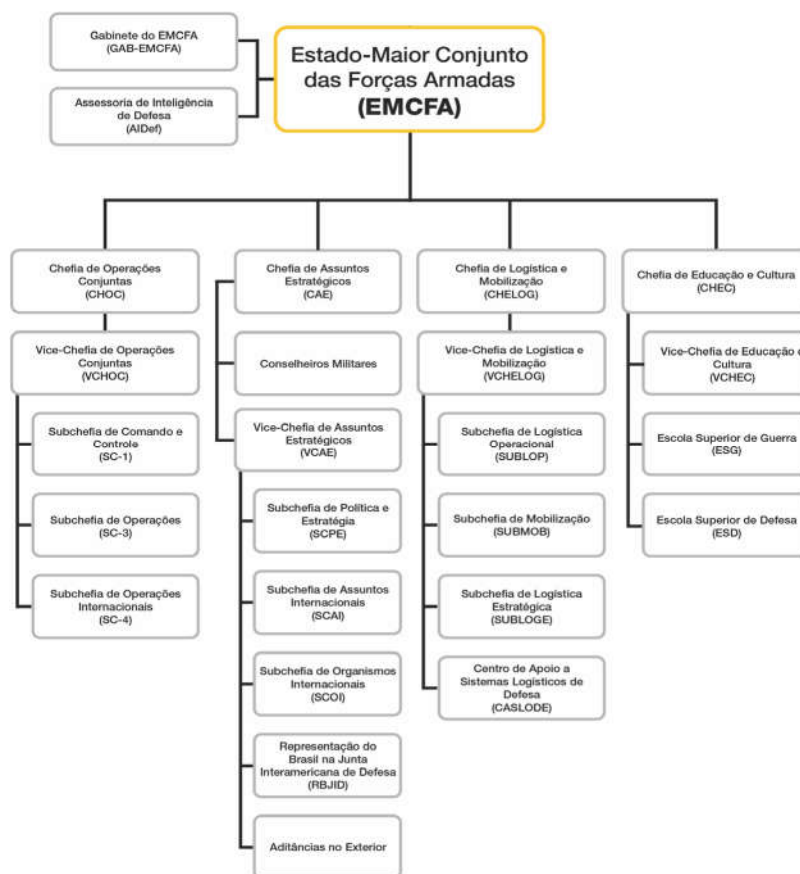 Gabinete do EMCFA
(GAB-EMCFA)
Assessoria de Inteligência
de Defesa
(AIDef)
Estado-Maior Conjunto
das Forças Armadas
(EMCFA)
Chefia de Operações
Conjuntas
(CHOC)
Vice-Chefia de Operações
Conjuntas
(VCHOC)
Subchefia de Comando e
Controle
(SC-1)
Subchefia de Operações
(SC-3)
Subchefia de Operações
Internacionais
(SC-4)
Chefia de Assuntos
Estratégicos
(CAE)
Conselheiros Militares
Vice-Chefia de Assuntos
Estratégicos
(VCAE)
Subchefia de Política e
Estratégia
(SCPE)
Subchefia de Assuntos
Internacionais
(SCAI)
Subchefia de Organismos
Internacionais
(SCOI)
Representação do
Brasil na Junta
Interamericana de Defesa
(RBJID)
Aditâncias no Exterior
Chefia de Logística e
Mobilização
(CHELOG)
Vice-Chefia de Logística e
Mobilização
(VCHELOG)
Subchefia de Logística
Operacional
(SUBLOP)
Subchefia de Mobilização
(SUBMOB)
Subchefia de Logística
Estratégica
(SUBLOGE)
Centro de Apoio a
Sistemas Logísticos de
Defesa
(CASLODE)
Chefia de Educação e Cultura
(CHEC)
Vice-Chefia de Educação e
Cultura
(VCHEC)
Escola Superior de Guerra
(ESG)
Escola Superior de Defesa
(ESD)